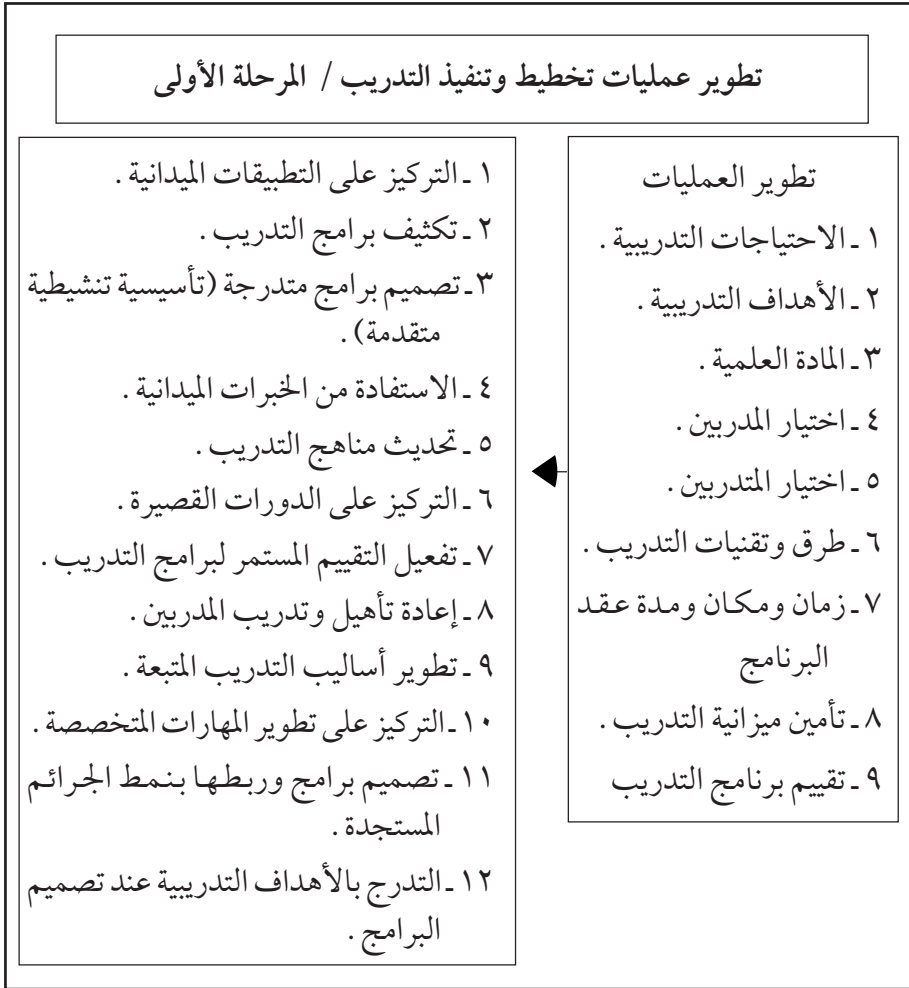 تطوير عمليات تخطيط وتنفيذ التدريب / المرحلة الأولى
تطوير العمليات
١ ـ الاحتياجات التدريبية .
٢ ـ الأهداف التدريبية .
٣ ـ المادة العلمية .
٤ ـ اختيار المدربين .
٥ ـ اختيار المتدربين .
٦ ـ طرق وتقنيات التدريب .
٧ ـ زمان ومكان ومدة عقد
البرنامج
٨ ـ تأمين ميزانية التدريب .
٩ ـ تقييم برنامج التدريب
١ ـ التركيز على التطبيقات الميدانية .
٢ ـ تكثيف برامج التدريب .
٣ ـ تصميم برامج متدرجة (تأسيسية تنشيطية
متقدمة) .
٤ ـ الاستفادة من الخبرات الميدانية .
٥ ـ تحديث مناهج التدريب .
٦ ـ التركيز على الدورات القصيرة .
٧ ـ تفعيل التقييم المستمر لبرامج التدريب .
٨ ـ إعادة تأهيل وتدريب المدربين .
٩ ـ تطوير أساليب التدريب المتبعة .
١٠ ـ التركيز على تطوير المهارات المتخصصة .
١١ ـ تصميم برامج وربطها بنمط الجرائم
المستجدة .
١٢ ـ التدرج بالأهداف التدريبية عند تصميم
البرامج .